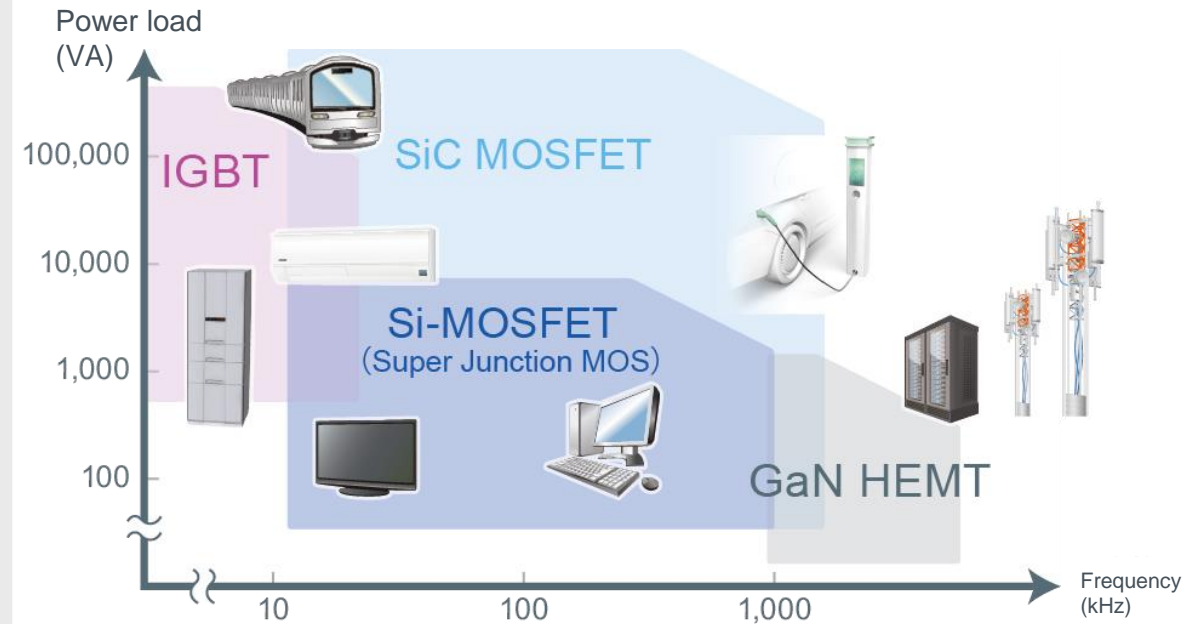 Power load
(VA)
100,000
IGBT
SiC MOSFET
10,000
Si-MOSFET
(Super Junction MOS)
1,000
100
GaN HEMT
10
100
1,000
Frequency
(kHz)